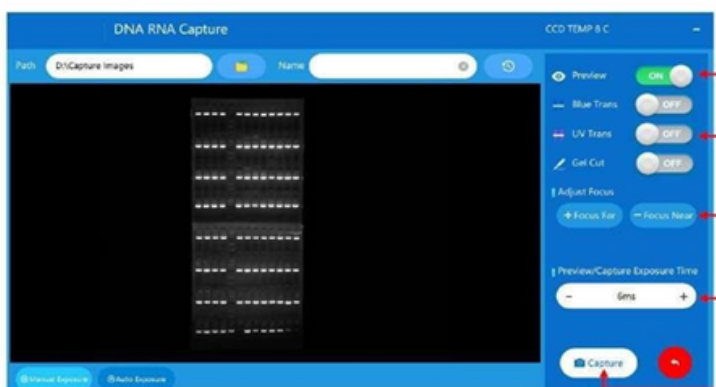 DNA RNA Capture
CCD TEMP 8 C
Path
D:\Capture Images
Name
Preview
ON
Blue Trans
OFF
UV Trans
OFF
Gel Cut
OFF
Adjust Focus
+ Focus Far
- Focus Near
Preview/Capture Exposure Time
- 6ms +
Capture
Manual Exposure
Auto Exposure